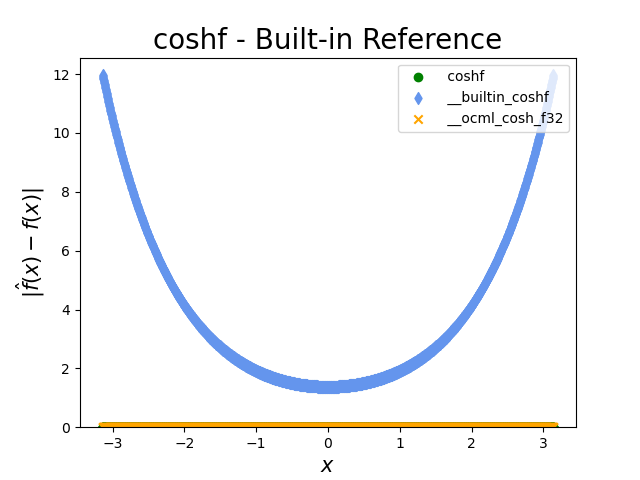 coshf - Built-in Reference
coshf
__builtin_coshf
__ocml_cosh_f32
12
10
8
6
4
2
0
|f̂(x) − f(x)|
−3
−2
−1
0
1
2
3
x